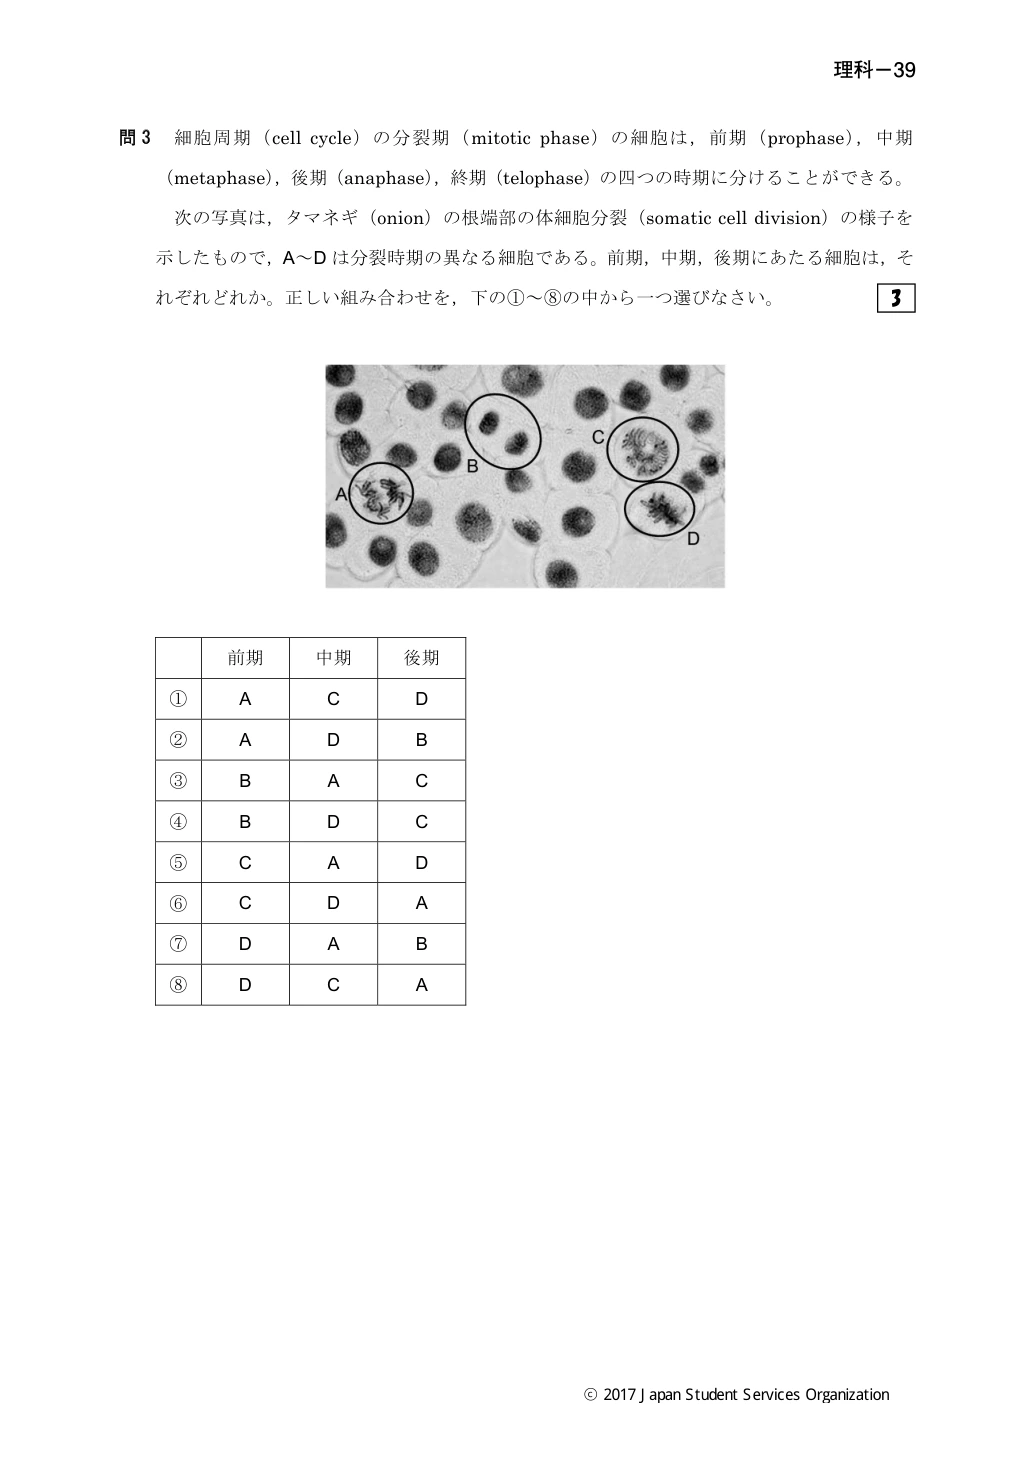 理科－39
問3　細胞周期（cell cycle）の分裂期（mitotic phase）の細胞は，前期（prophase），中期
（metaphase），後期（anaphase），終期（telophase）の四つの時期に分けることができる。
次の写真は，タマネギ（onion）の根端部の体細胞分裂（somatic cell division）の様子を
示したもので，A～D は分裂時期の異なる細胞である。前期，中期，後期にあたる細胞は，そ
れぞれどれか。正しい組み合わせを，下の①～⑧の中から一つ選びなさい。 3
C
B
A
D
前期 中期 後期
① A C D
② A D B
③ B A C
④ B D C
⑤ C A D
⑥ C D A
⑦ D A B
⑧ D C A
© 2017 Japan Student Services Organization